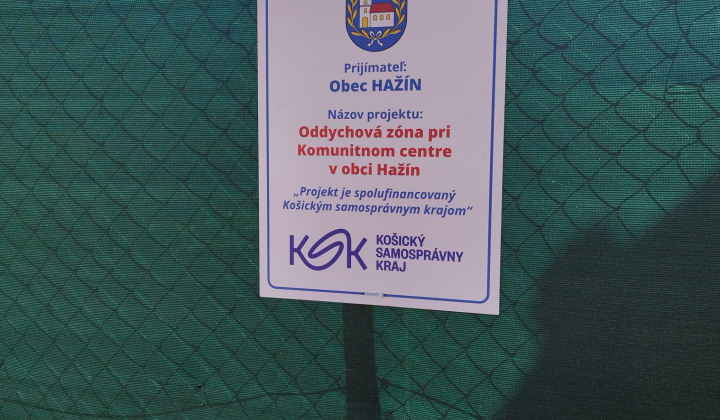 Prijímateľ:
Obec HAŽÍN
Názov projektu:
Oddychová zóna pri
Komunitnom centre
v obci Hažín
„Projekt je spolufinancovaný
Košickým samosprávnym krajom“
KSK
KOŠICKÝ
SAMOSPRÁVNY
KRAJ